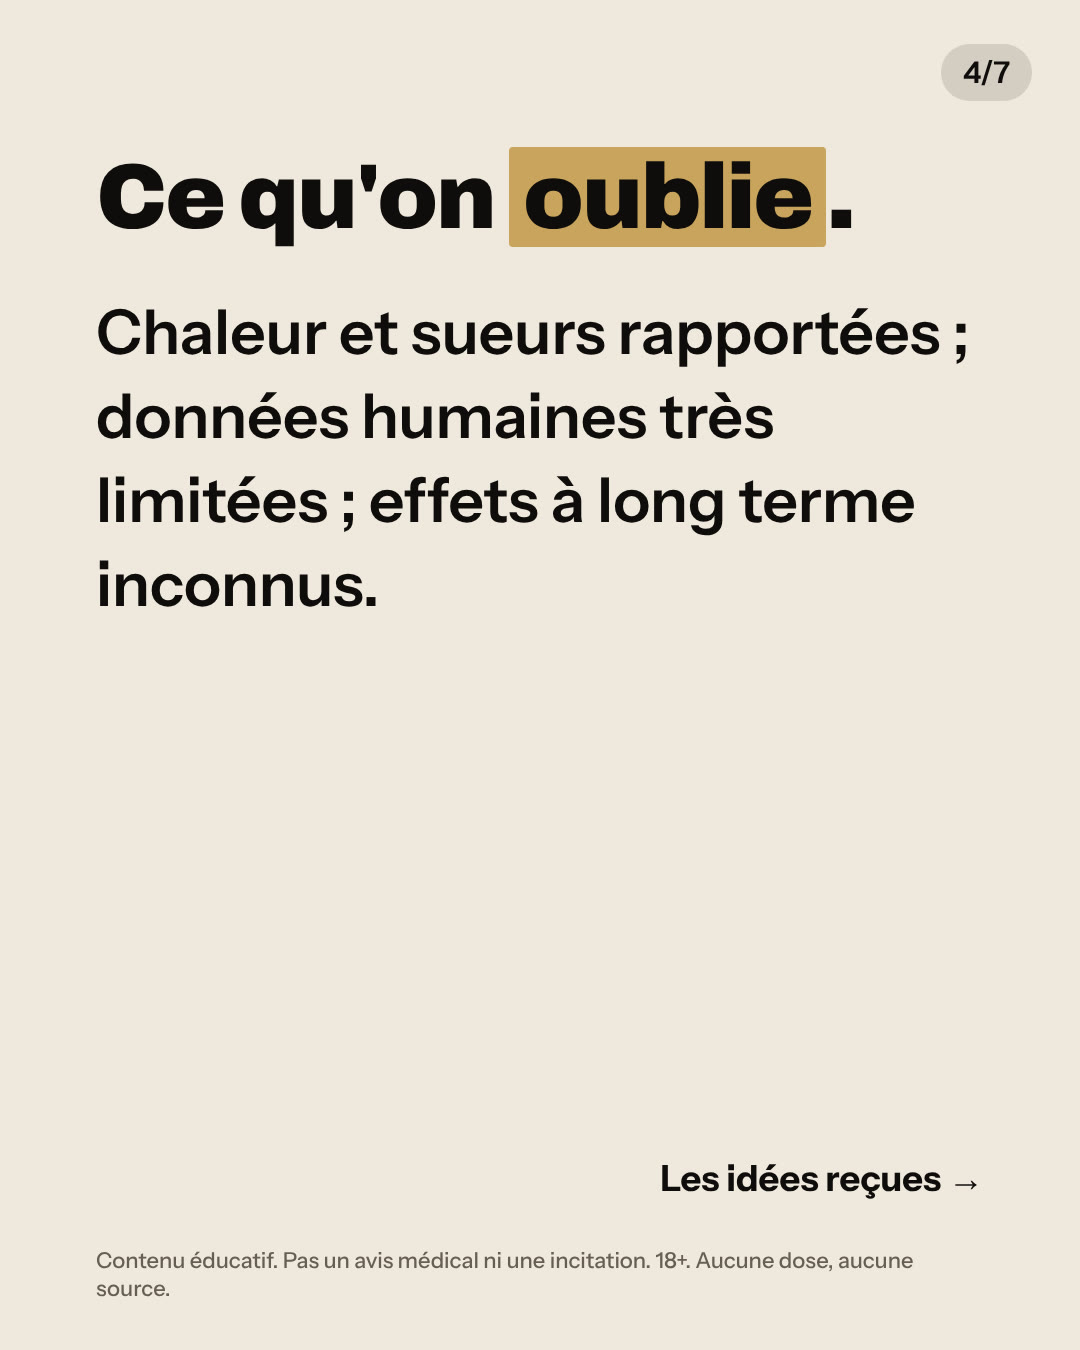 4/7
Ce qu'on oublie.
Chaleur et sueurs rapportées ;
données humaines très
limitées ; effets à long terme
inconnus.
Les idées reçues →
Contenu éducatif. Pas un avis médical ni une incitation. 18+. Aucune dose, aucune
source.